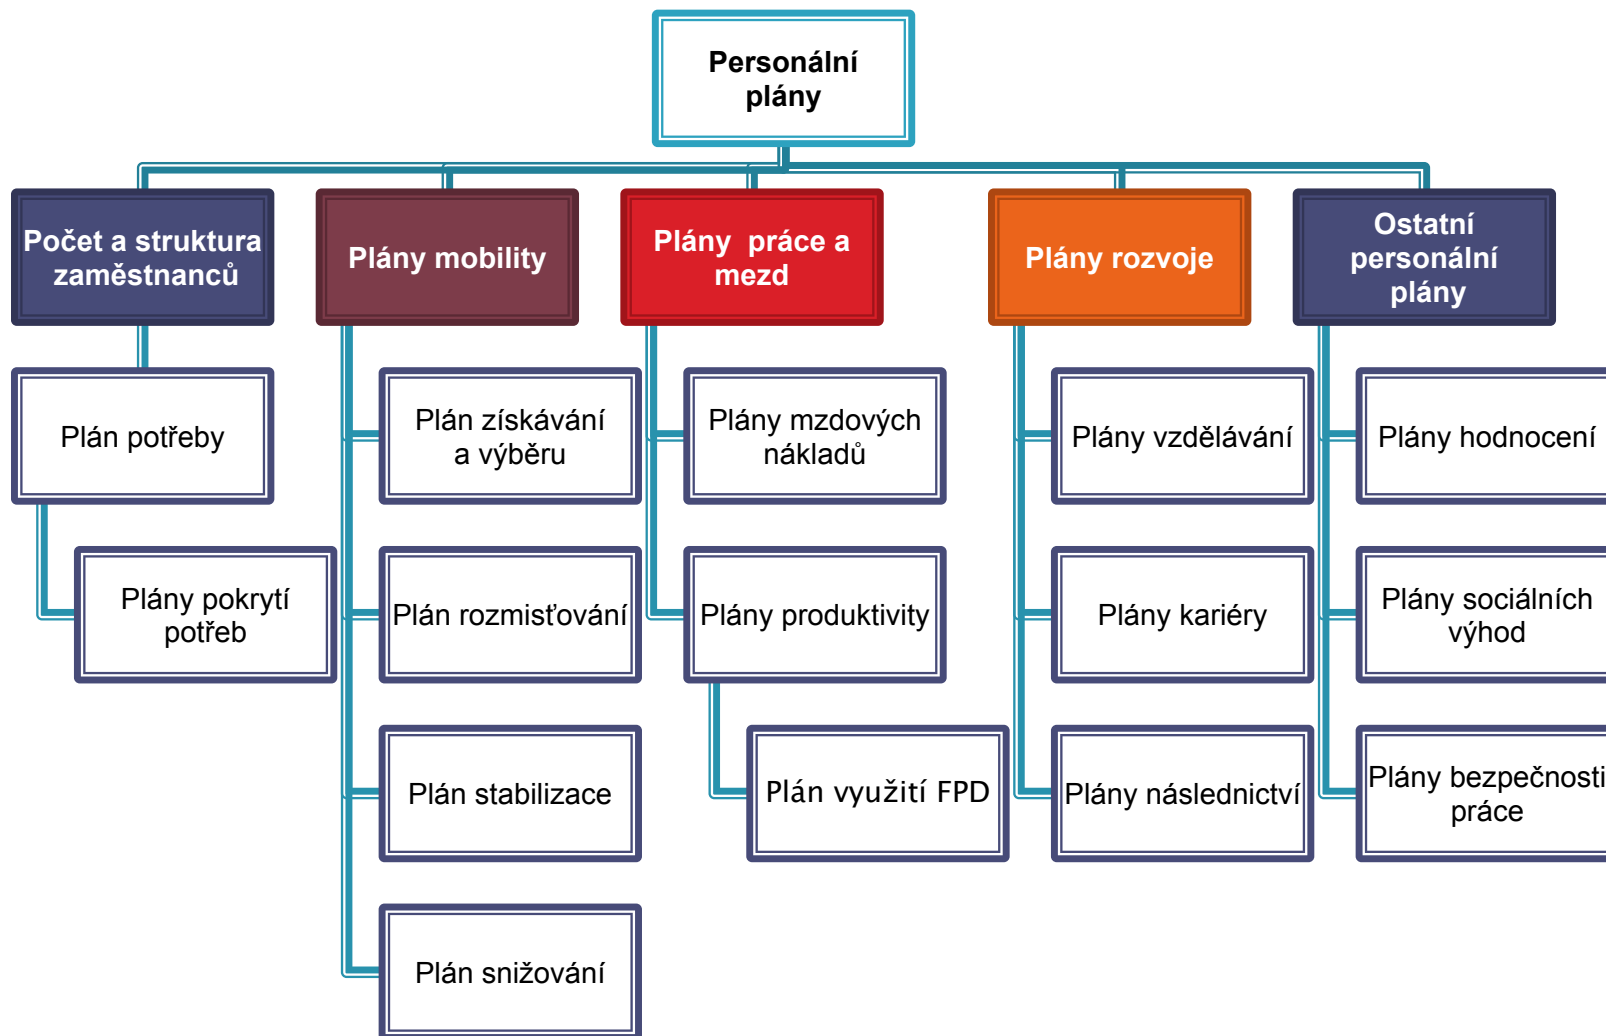 Personální
plány
Počet a struktura
zaměstnanců
Plány mobility
Plány práce a
mezd
Plány rozvoje
Ostatní
personální
plány
Plán potřeby
Plány pokrytí
potřeb
Plán získávání
a výběru
Plán rozmisťování
Plán stabilizace
Plán snižování
Plány mzdových
nákladů
Plány produktivity
Plán využití FPD
Plány vzdělávání
Plány kariéry
Plány následnictví
Plány hodnocení
Plány sociálních
výhod
Plány bezpečnosti
práce